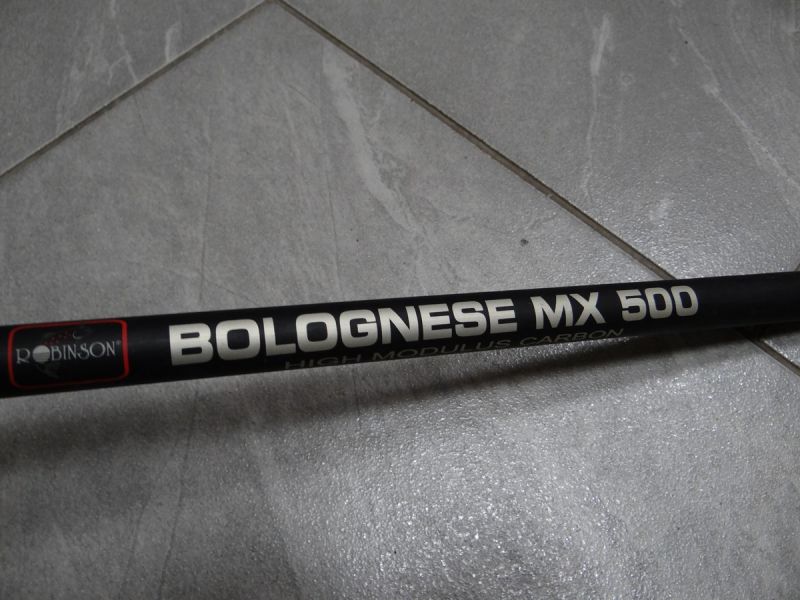 ROBINSON®
BOLOGNESE MX 500
HIGH MODULUS CARBON